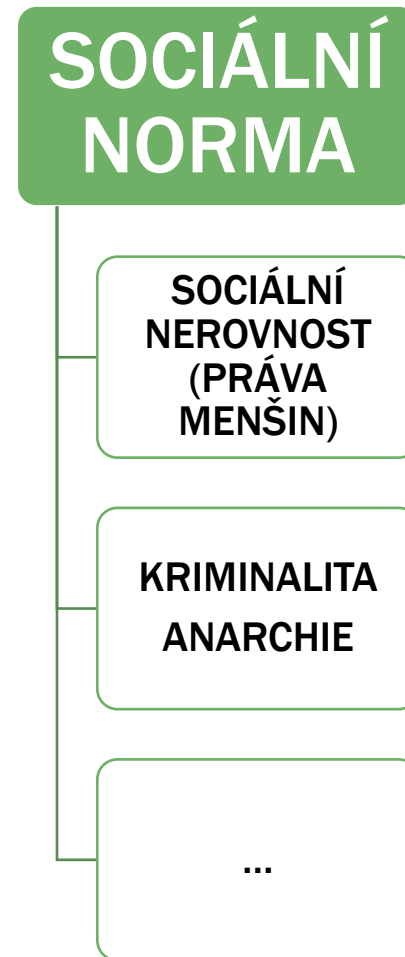 SOCIÁLNÍ
NORMA
SOCIÁLNÍ
NEROVNOST
(PRÁVA
MENŠIN)
KRIMINALITA
ANARCHIE
...